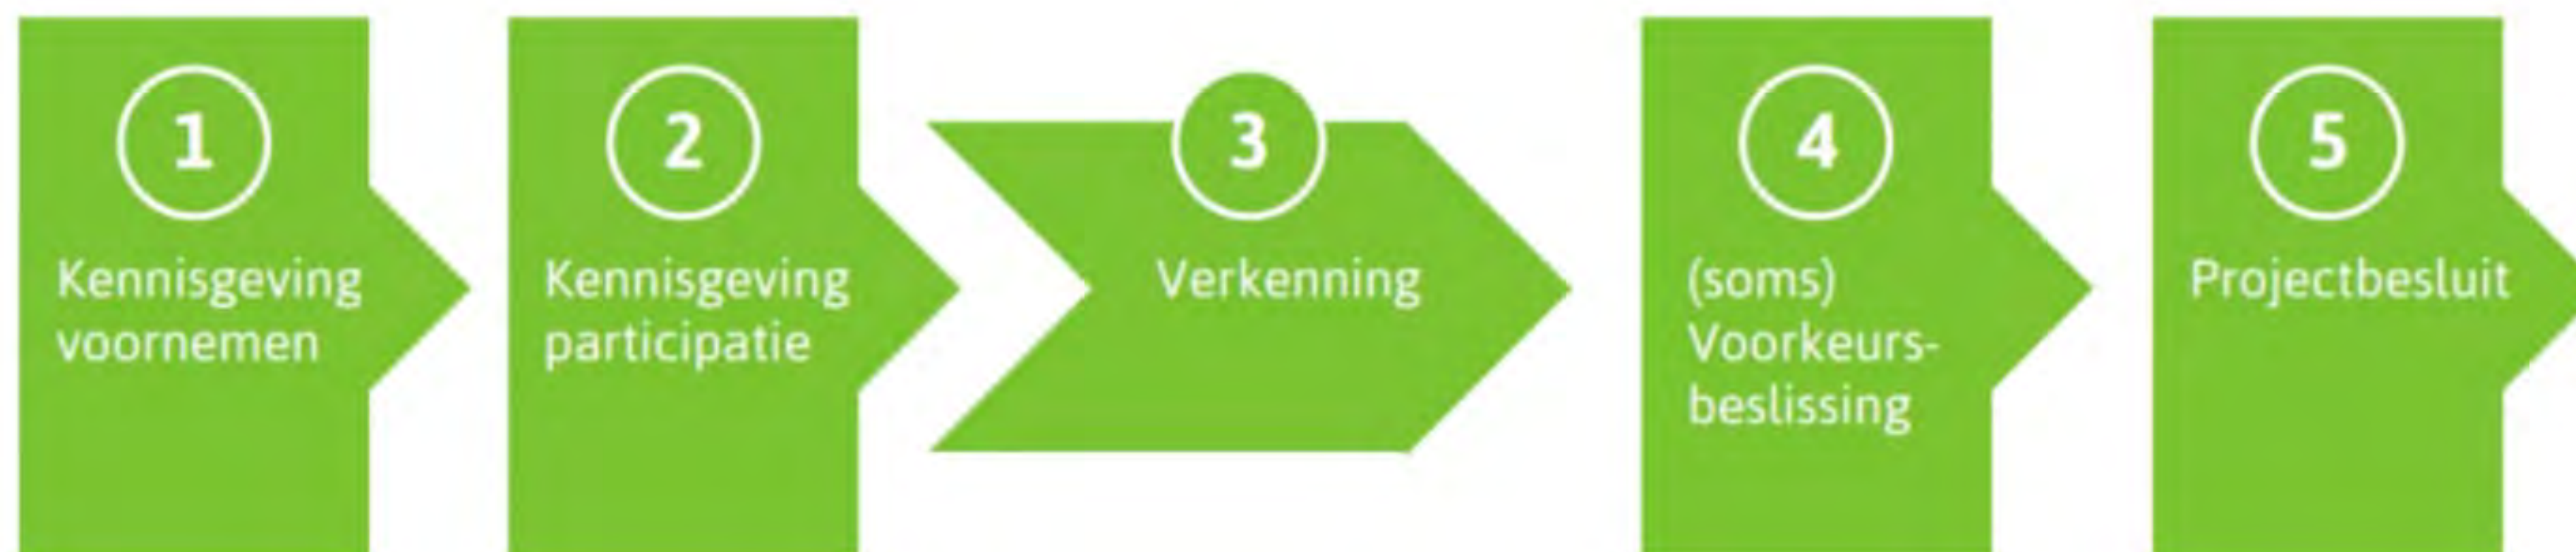 1
Kennisgeving
voornemen
2
Kennisgeving
participatie
3
Verkenning
4
(soms)
Voorkeurs-
beslissing
5
Projectbesluit